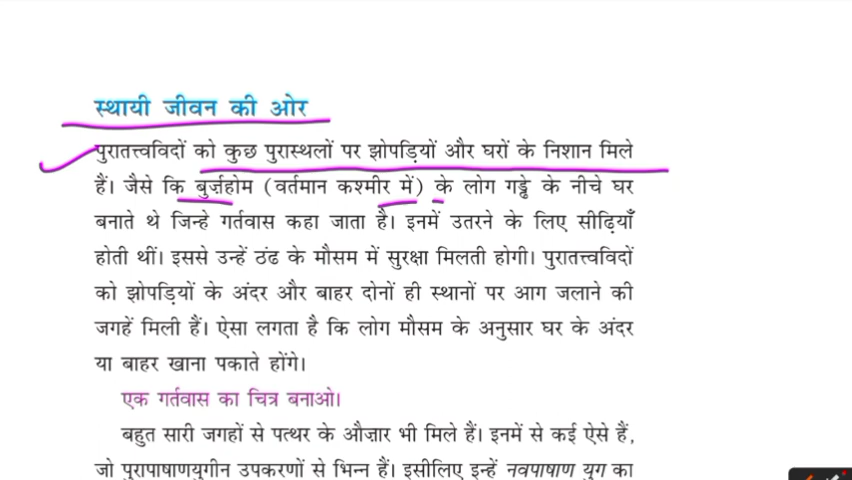 स्थायी जीवन की ओर
पुरातत्त्वविदों को कुछ पुरास्थलों पर झोपड़ियों और घरों के निशान मिले
हैं। जैसे कि बुर्ज़होम (वर्तमान कश्मीर में) के लोग गड्ढे के नीचे घर
बनाते थे जिन्हे गर्तवास कहा जाता है। इनमें उतरने के लिए सीढ़ियाँ
होती थीं। इससे उन्हें ठंढ के मौसम में सुरक्षा मिलती होगी। पुरातत्त्वविदों
को झोपड़ियों के अंदर और बाहर दोनों ही स्थानों पर आग जलाने की
जगहें मिली हैं। ऐसा लगता है कि लोग मौसम के अनुसार घर के अंदर
या बाहर खाना पकाते होंगे।
एक गर्तवास का चित्र बनाओ।
बहुत सारी जगहों से पत्थर के औज़ार भी मिले हैं। इनमें से कई ऐसे हैं,
जो पुरापाषाणयुगीन उपकरणों से भिन्न हैं। इसीलिए इन्हें नवपाषाण युग का